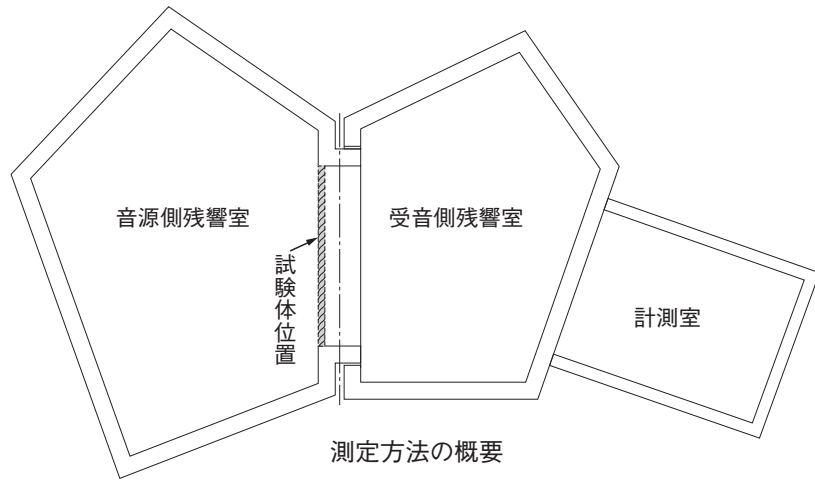 音源側残響室
受音側残響室
試験体位置
計測室
測定方法の概要